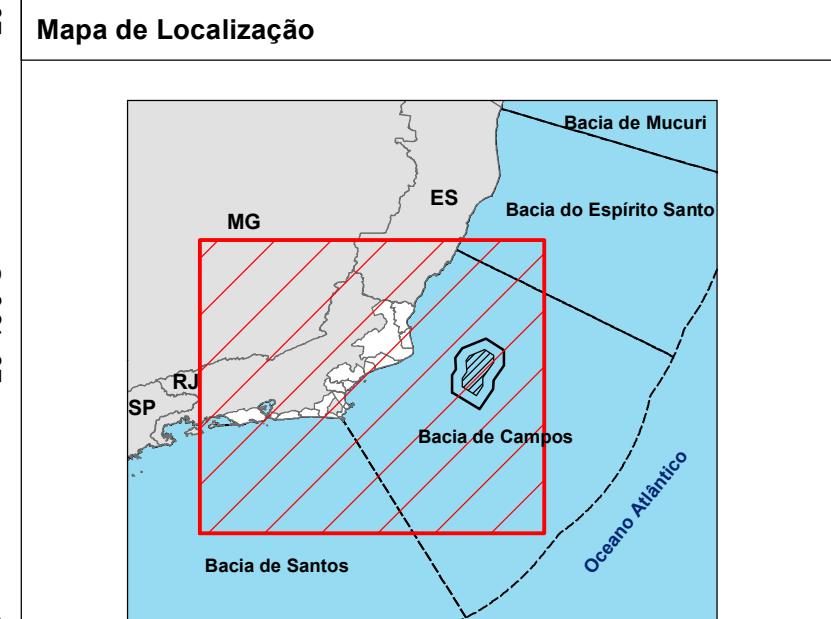 Mapa de Localização
Bacia de Mucuri
ES
Bacia do Espírito Santo
MG
RJ
SP
Bacia de Campos
Oceano Atlântico
Bacia de Santos